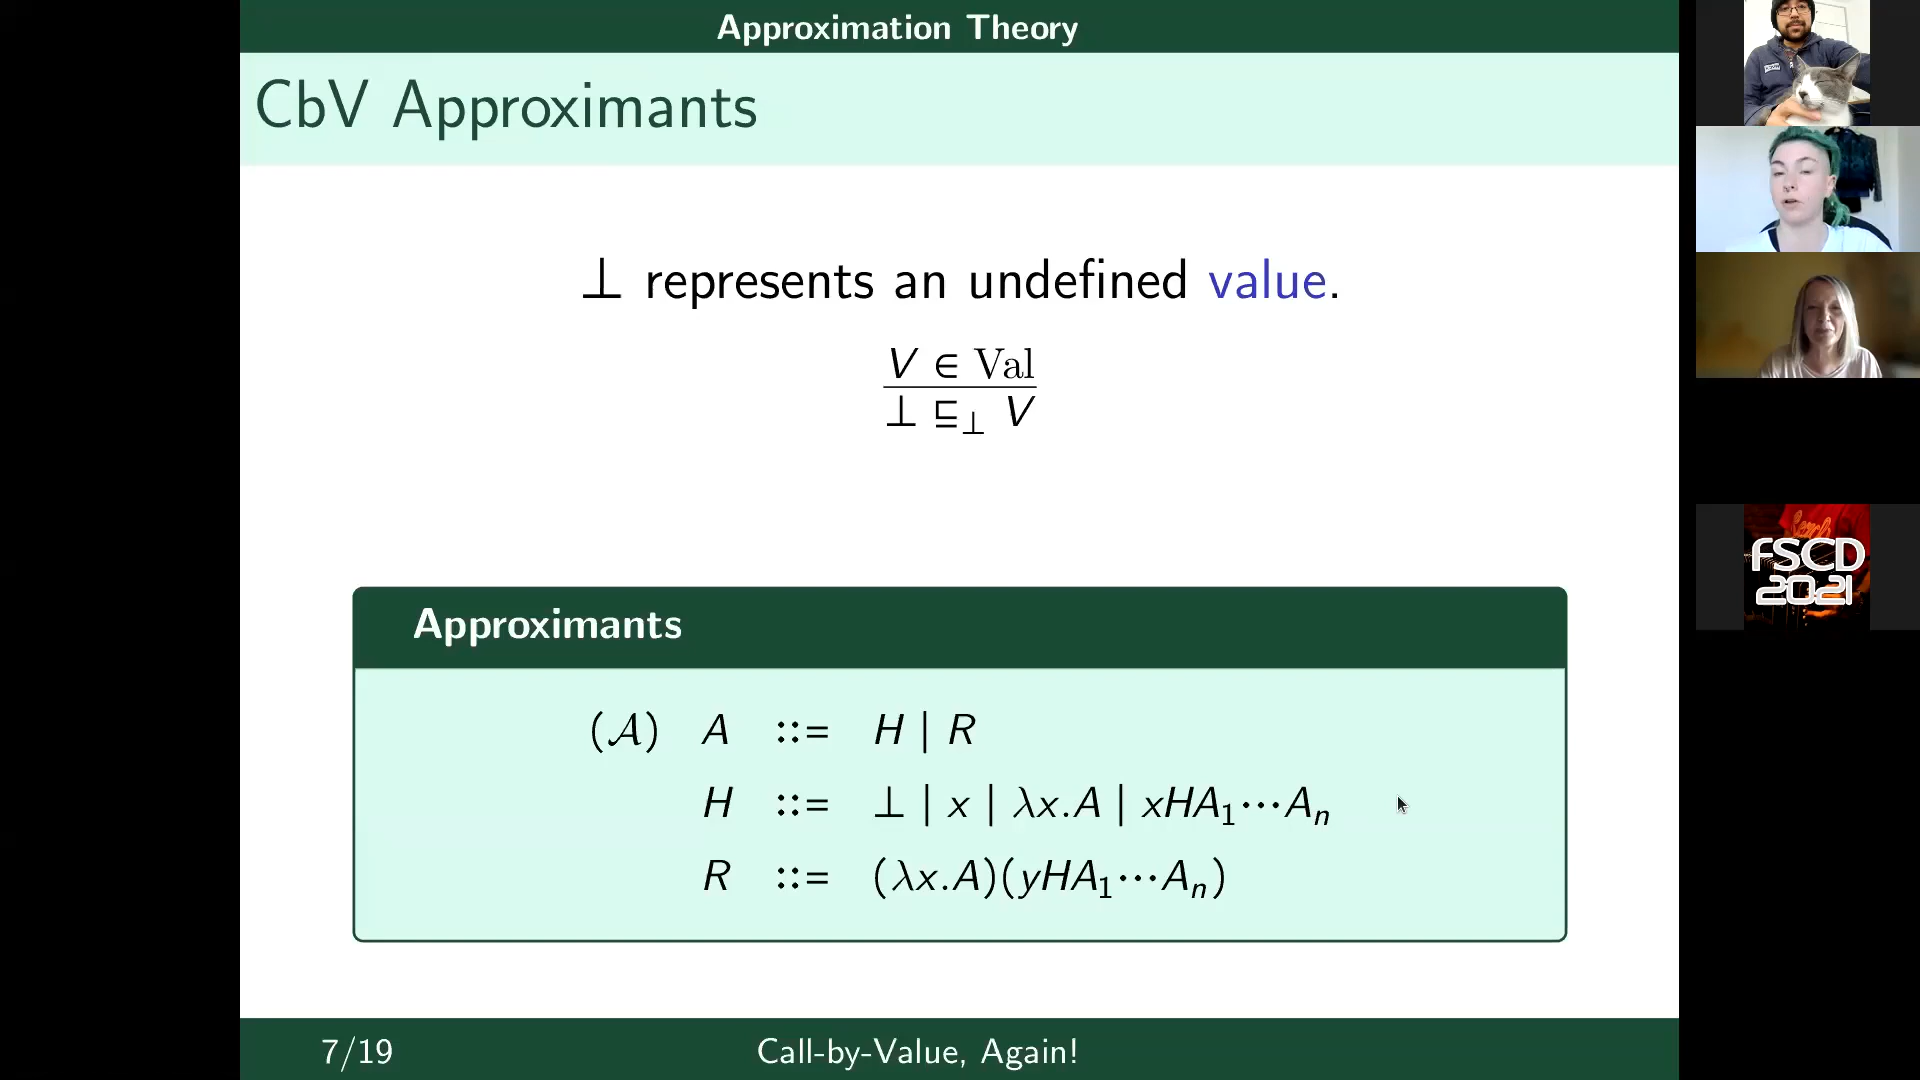 Approximation Theory
CbV Approximants
⊥ represents an undefined value.
V ∈ Val
⊥ ⊑⊥ V
Approximants
(𝒜) A ::= H | R
H ::= ⊥ | x | λx.A | xHA₁⋯Aₙ
R ::= (λx.A)(yHA₁⋯Aₙ)
7/19 Call-by-Value, Again!
FSCD
2021